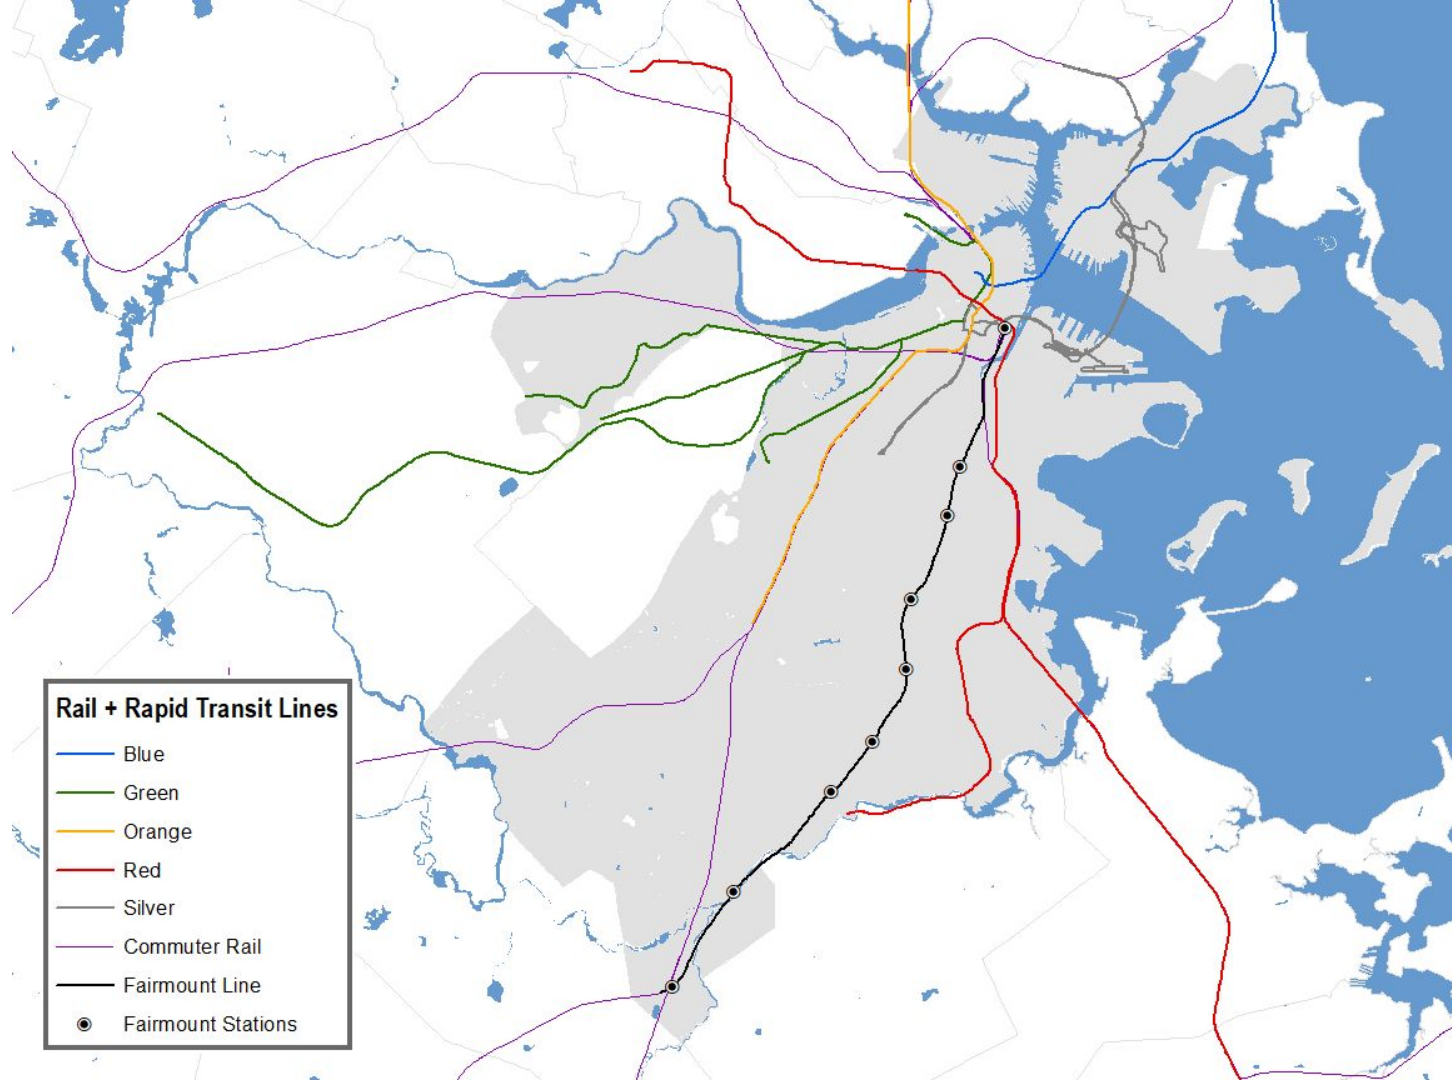 Rail + Rapid Transit Lines
Blue
Green
Orange
Red
Silver
Commuter Rail
Fairmount Line
Fairmount Stations